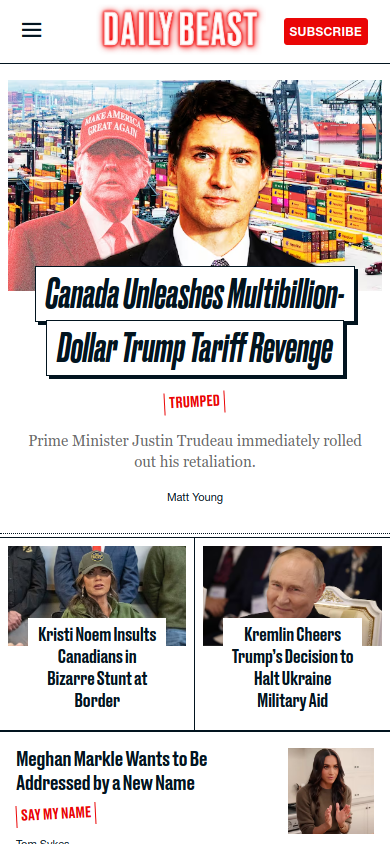 DAILY BEAST
SUBSCRIBE
MAKE AMERICA
GREAT AGAIN
Canada Unleashes Multibillion-
Dollar Trump Tariff Revenge
TRUMPED
Prime Minister Justin Trudeau immediately rolled
out his retaliation.
Matt Young
Kristi Noem Insults
Canadians in
Bizarre Stunt at
Border
Kremlin Cheers
Trump's Decision to
Halt Ukraine
Military Aid
Meghan Markle Wants to Be
Addressed by a New Name
SAY MY NAME
Tom Sykes